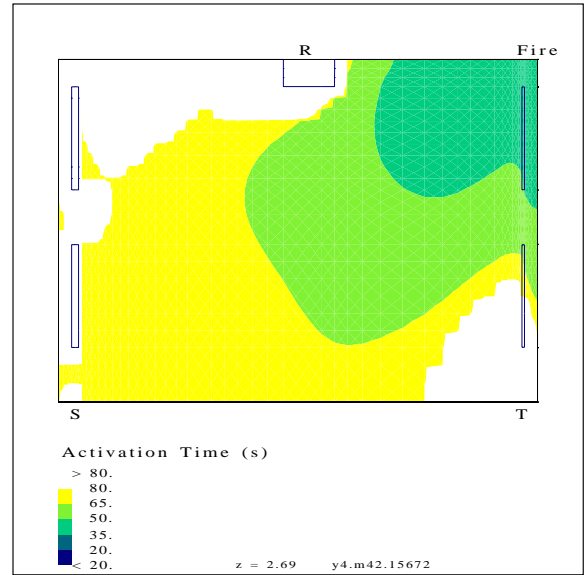 R Fire
S T
Activation Time (s)
> 80.
80.
65.
50.
35.
20.
< 20.
z = 2.69 y4.m42.15672